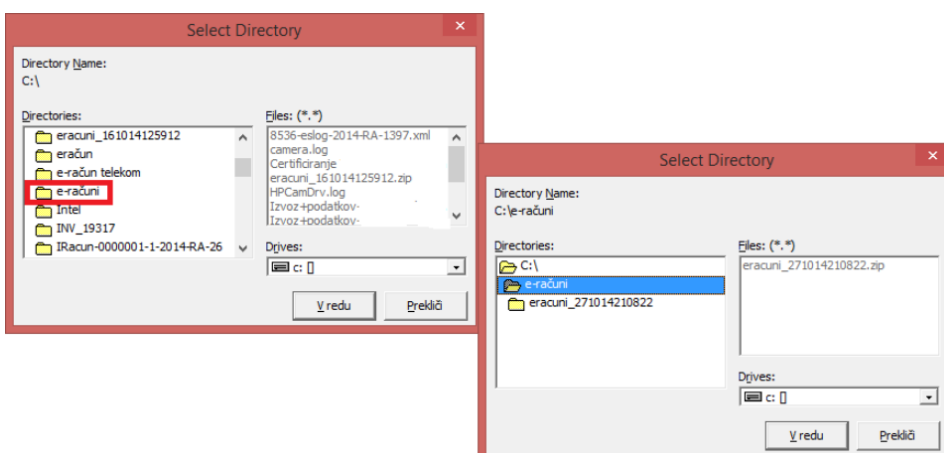 Select Directory
Directory Name:
C:\
Directories:
eracuni_161014125912
eračun
e-račun telekom
e-računi
Intel
INV_19317
IRacun-0000001-1-2014-RA-26
Files: (*.*)
8536-eslog-2014-RA-1397.xml
camera.log
Certificiranje
eracuni_161014125912.zip
HPCamDrv.log
Izvoz+podatkov-
Izvoz+podatkov-
Drives:
c: []
V redu
Prekliči
Select Directory
Directory Name:
C:\e-računi
Directories:
C:\
e-računi
eracuni_271014210822
Files: (*.*)
eracuni_271014210822.zip
Drives:
c: []
V redu
Prekliči